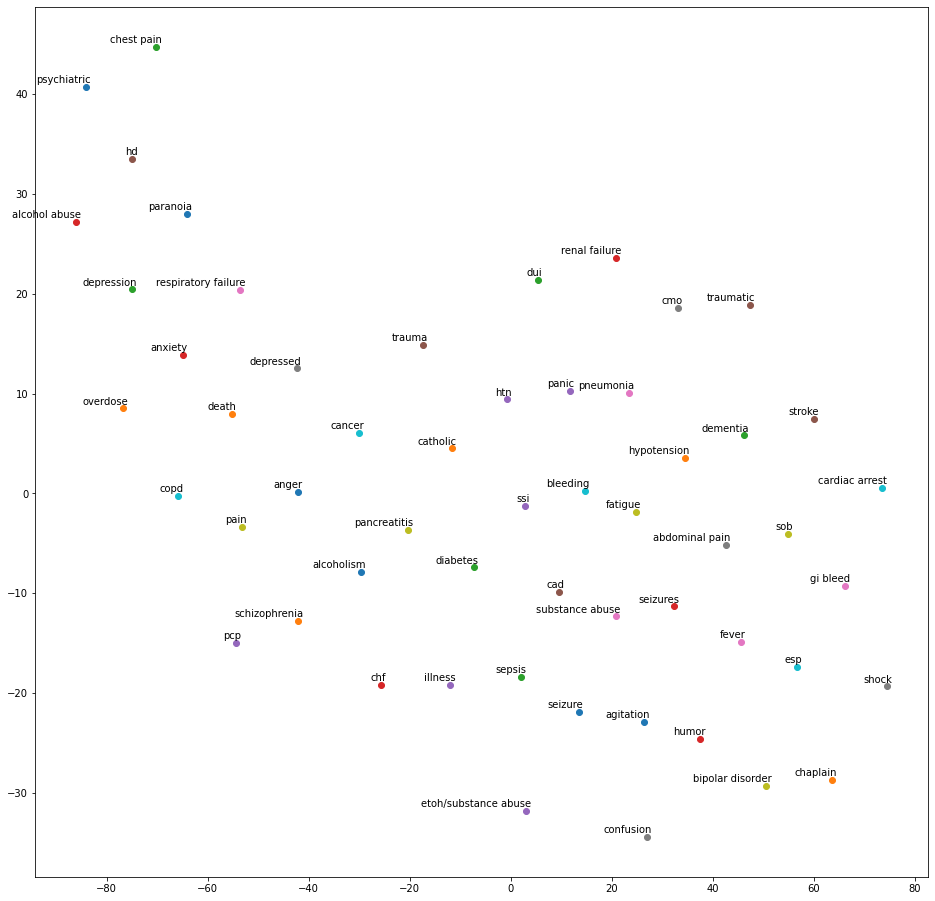 chest pain
psychiatric
40
hd
30
paranoia
alcohol abuse
renal failure
dui
depression
respiratory failure
20
cmo
traumatic
trauma
anxiety
depressed
panic
pneumonia
10
htn
overdose
death
stroke
cancer
dementia
catholic
hypotension
cardiac arrest
copd
anger
0
bleeding
ssi
fatigue
pain
pancreatitis
sob
abdominal pain
diabetes
alcoholism
gi bleed
cad
-10
seizures
substance abuse
schizophrenia
fever
pcp
esp
sepsis
chf
illness
shock
-20
seizure
agitation
humor
chaplain
bipolar disorder
-30
etoh/substance abuse
confusion
-80 -60 -40 -20 0 20 40 60 80